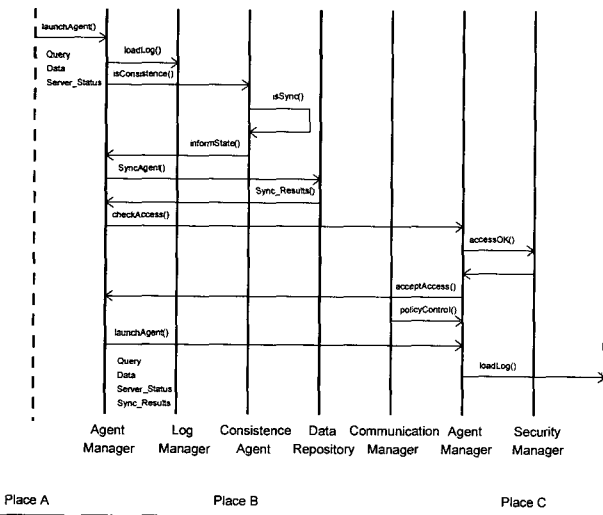 launchAgent()
Query
Data
Server_Status
loadLog()
isConsistence()
isSync()
informState()
SyncAgent()
Sync_Results()
checkAccess()
accessOK()
acceptAccess()
policyControl()
launchAgent()
Query
Data
Server_Status
Sync_Results
loadLog()
Agent Manager
Log Manager
Consistence Agent
Data Repository
Communication Manager
Agent Manager
Security Manager
Place A
Place B
Place C